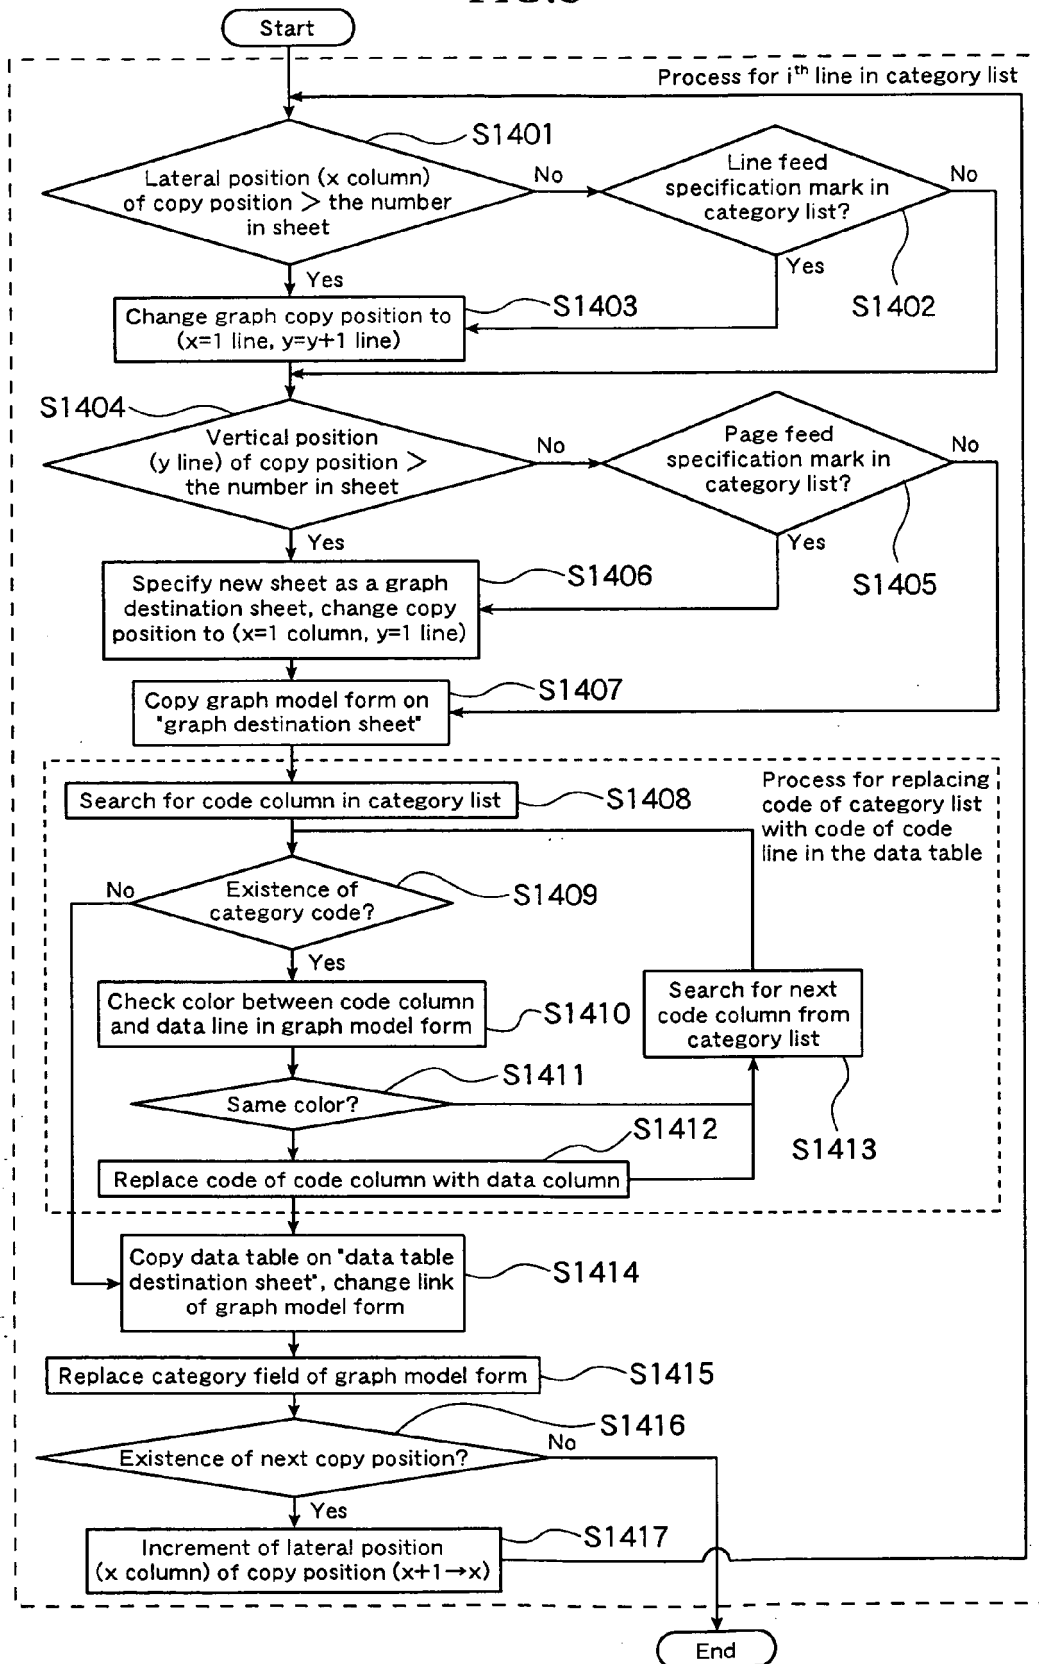 Start
Process for iᵗʰ line in category list
S1401
Lateral position (x column)
of copy position > the number
in sheet
No
Line feed
specification mark in
category list?
No
Yes
Yes
S1402
S1403
Change graph copy position to
(x=1 line, y=y+1 line)
S1404
Vertical position
(y line) of copy position >
the number in sheet
No
Page feed
specification mark in
category list?
No
Yes
Yes
S1405
S1406
Specify new sheet as a graph
destination sheet, change copy
position to (x=1 column, y=1 line)
S1407
Copy graph model form on
"graph destination sheet"
Process for replacing
code of category list
with code of code
line in the data table
Search for code column in category list
S1408
No
Existence of
category code?
S1409
Yes
Check color between code column
and data line in graph model form
S1410
Search for next
code column from
category list
S1411
Same color?
S1412
S1413
Replace code of code column with data column
Copy data table on "data table
destination sheet", change link
of graph model form
S1414
Replace category field of graph model form
S1415
S1416
Existence of next copy position?
No
Yes
S1417
Increment of lateral position
(x column) of copy position (x+1→x)
End